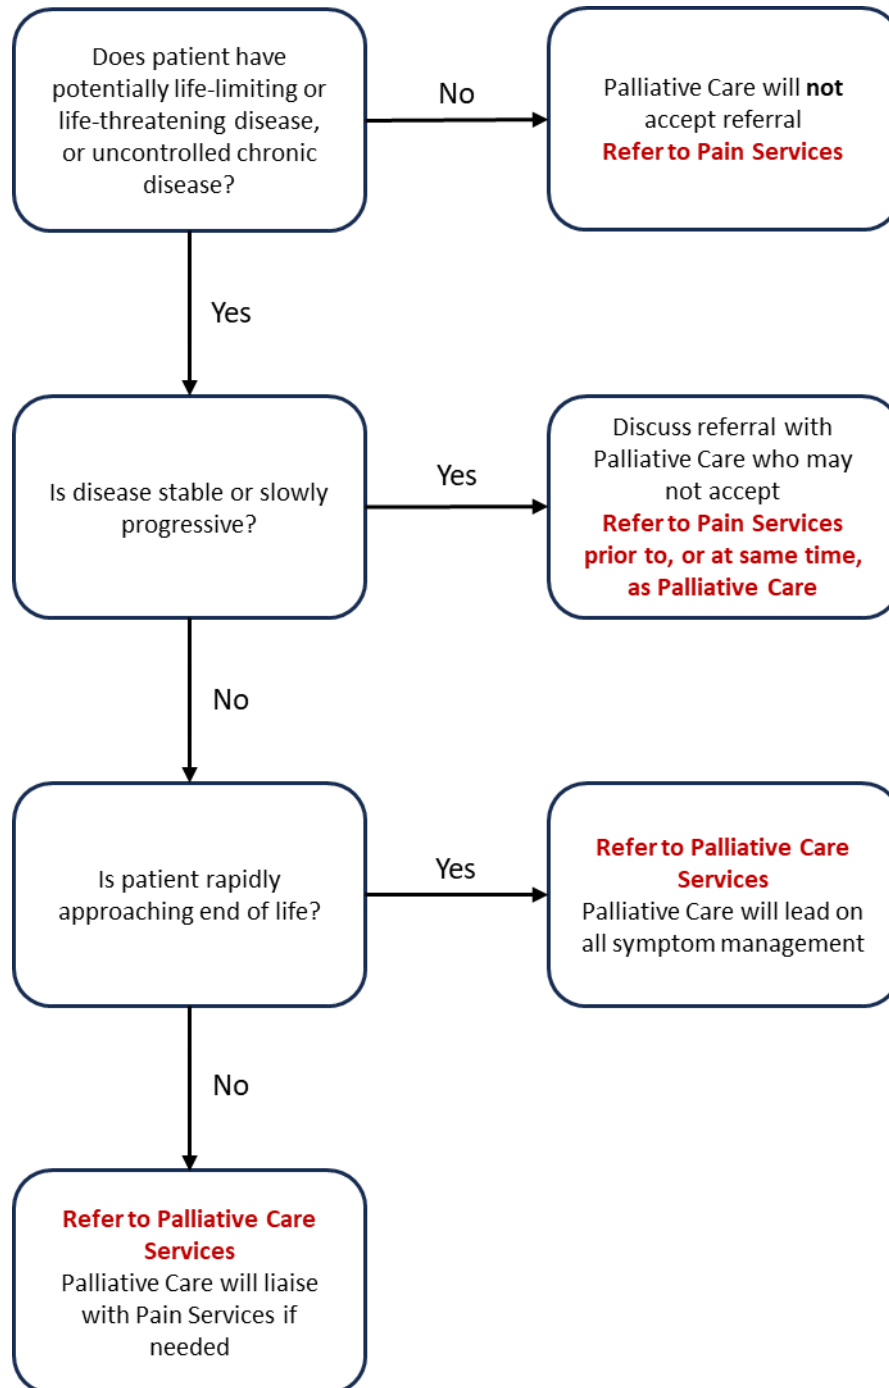 Does patient have
potentially life-limiting or
life-threatening disease,
or uncontrolled chronic
disease?
No
Palliative Care will not
accept referral
Refer to Pain Services
Yes
Is disease stable or slowly
progressive?
Yes
Discuss referral with
Palliative Care who may
not accept
Refer to Pain Services
prior to, or at same time,
as Palliative Care
No
Is patient rapidly
approaching end of life?
Yes
Refer to Palliative Care
Services
Palliative Care will lead on
all symptom management
No
Refer to Palliative Care
Services
Palliative Care will liaise
with Pain Services if
needed